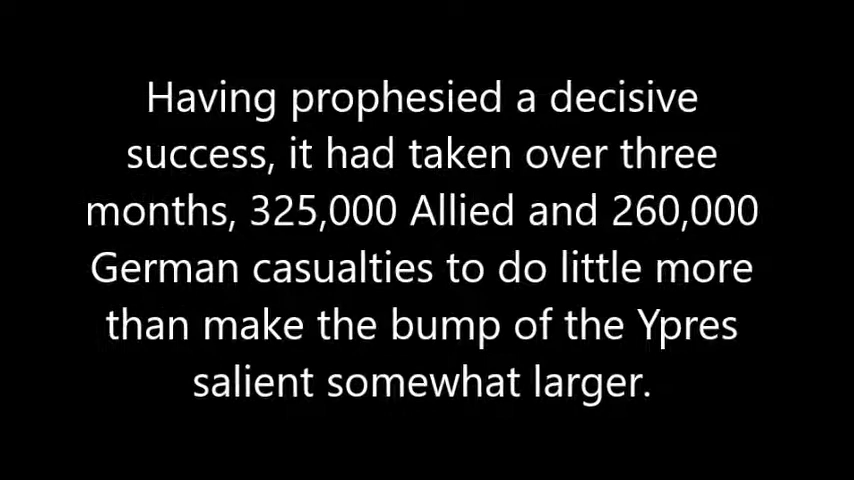 Having prophesied a decisive
success, it had taken over three
months, 325,000 Allied and 260,000
German casualties to do little more
than make the bump of the Ypres
salient somewhat larger.